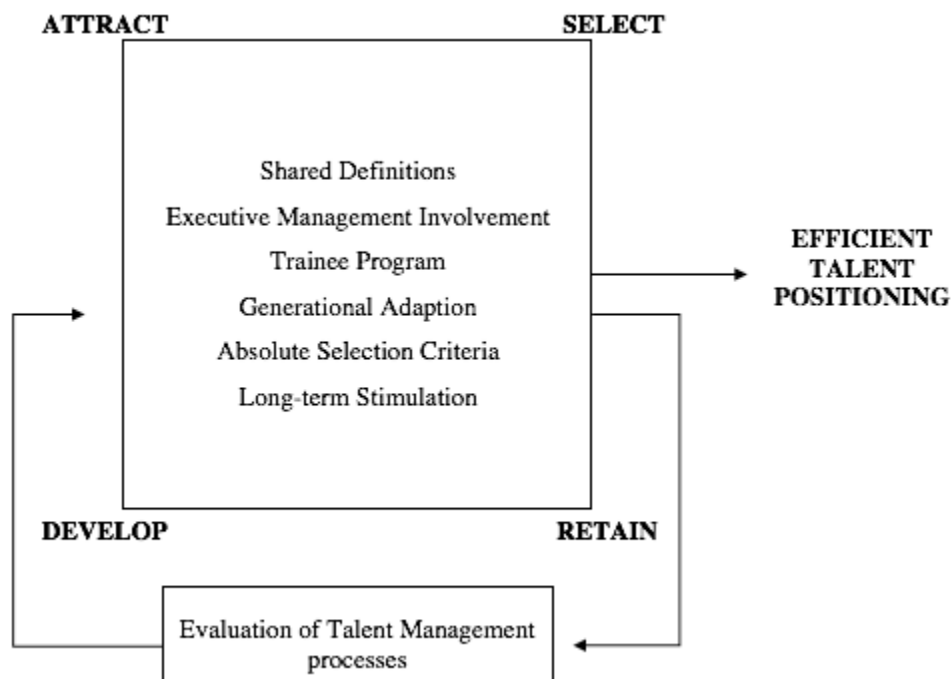 ATTRACT
SELECT
Shared Definitions
Executive Management Involvement
Trainee Program
Generational Adaption
Absolute Selection Criteria
Long-term Stimulation
EFFICIENT
TALENT
POSITIONING
DEVELOP
RETAIN
Evaluation of Talent Management
processes